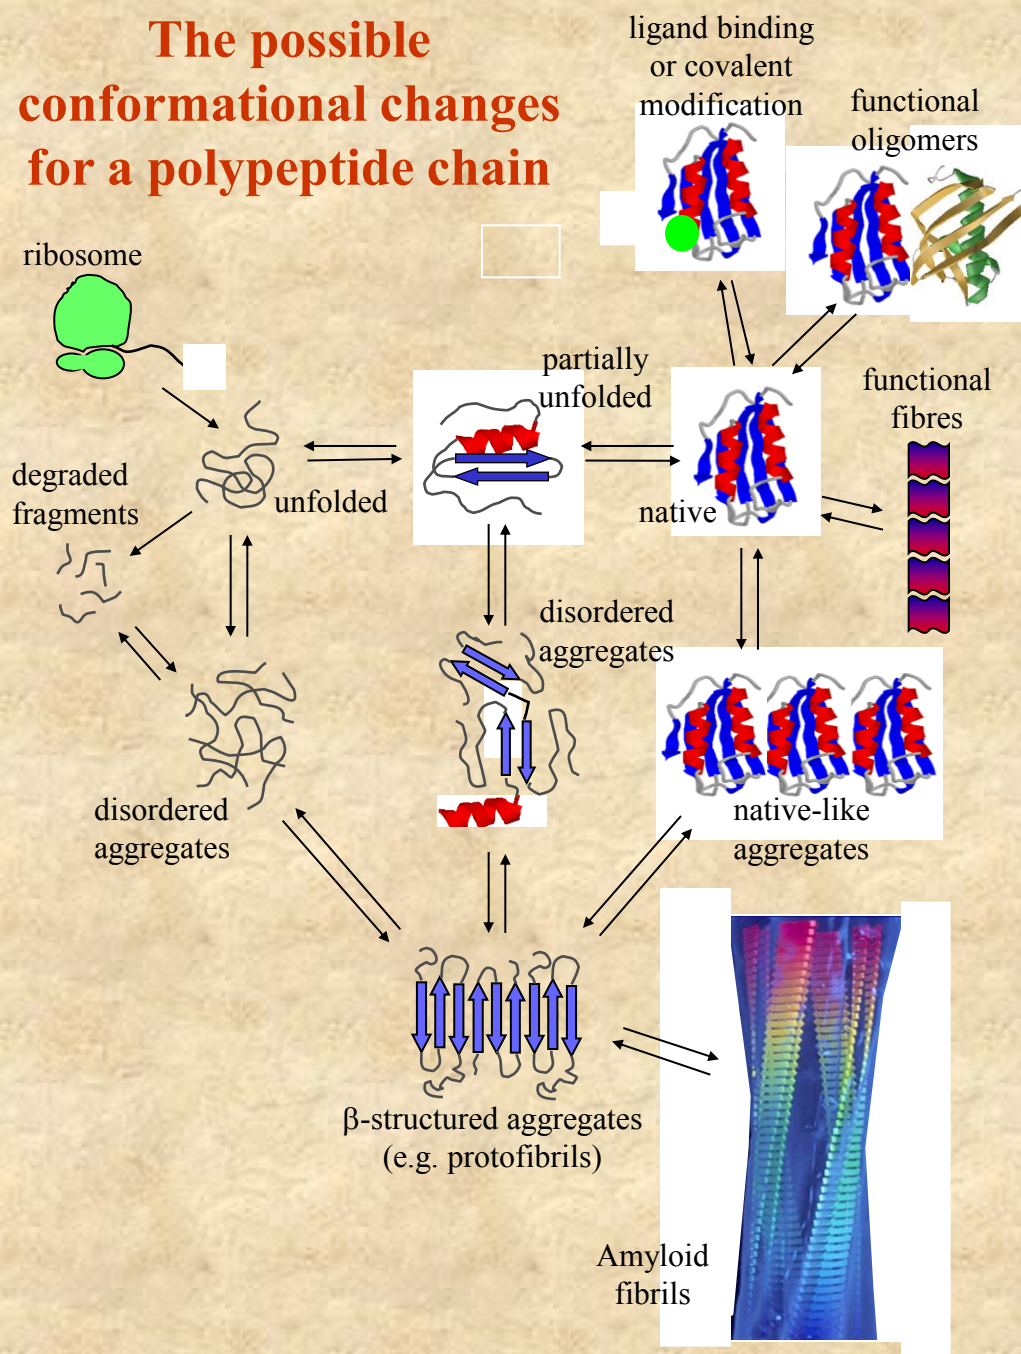 The possible
conformational changes
for a polypeptide chain
ligand binding
or covalent
modification
functional
oligomers
ribosome
partially
unfolded
functional
fibres
degraded
fragments
unfolded
native
disordered
aggregates
disordered
aggregates
native-like
aggregates
β-structured aggregates
(e.g. protofibrils)
Amyloid
fibrils